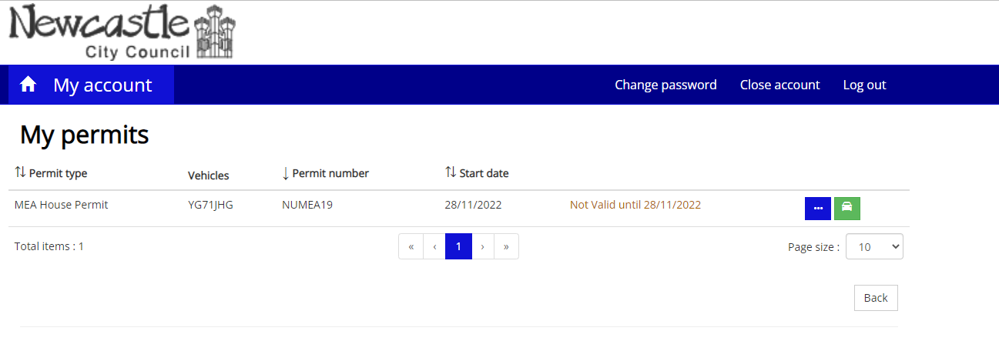 Newcastle
City Council
My account Change password Close account Log out
My permits
Permit type Vehicles Permit number Start date
MEA House Permit YG71JHG NUMEA19 28/11/2022 Not Valid until 28/11/2022 ...
Total items : 1 « ‹ 1 › » Page size : 10
Back